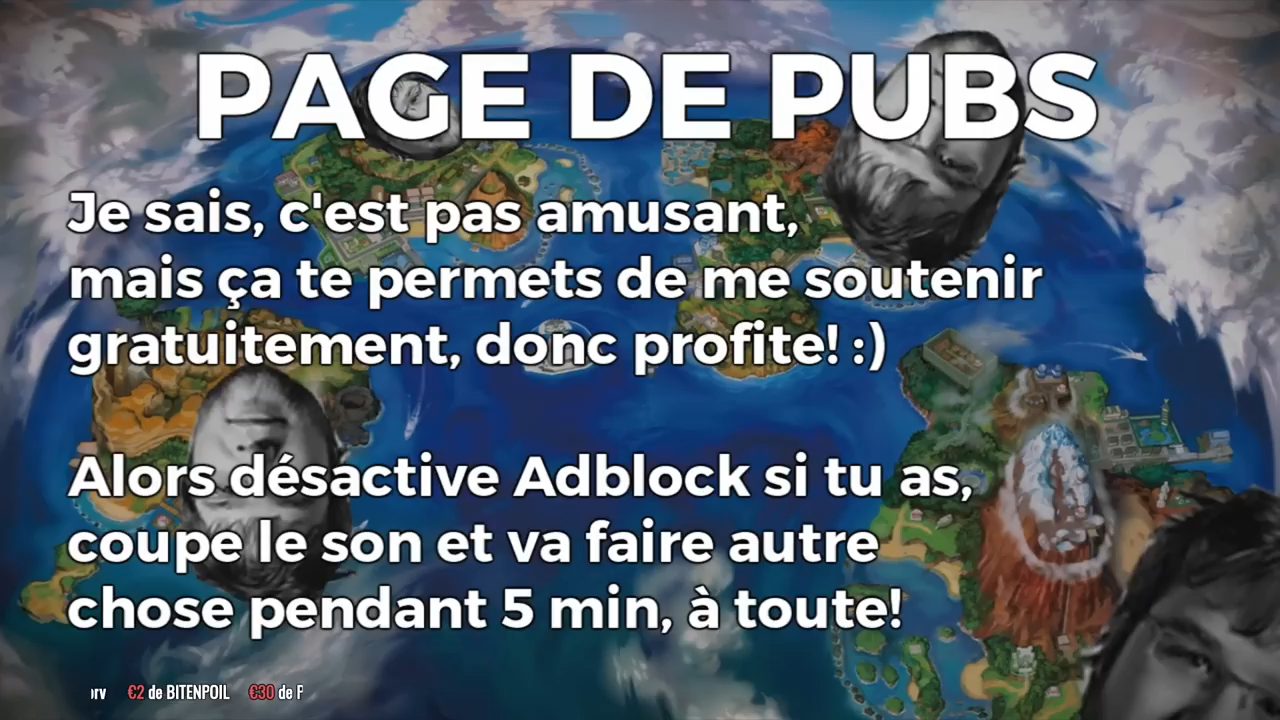 PAGE DE PUBS
Je sais, c'est pas amusant,
mais ça te permets de me soutenir
gratuitement, donc profite! :)
Alors désactive Adblock si tu as,
coupe le son et va faire autre
chose pendant 5 min, à toute!
€2 de BITENPOIL €30 de F